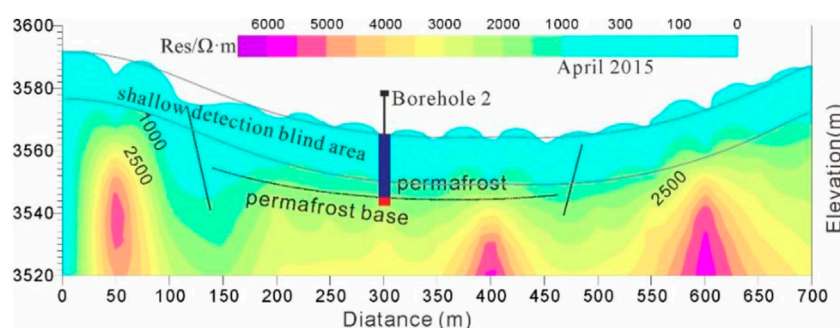 6000 5000 4000 3000 2000 1000 300 100 0
Res/Ω·m
April 2015
3600
3580
3560
3540
3520
Borehole 2
shallow detection blind area
1000
2500
permafrost
permafrost base
2500
Elevation(m)
0 50 100 150 200 250 300 350 400 450 500 550 600 650 700
Diatance (m)